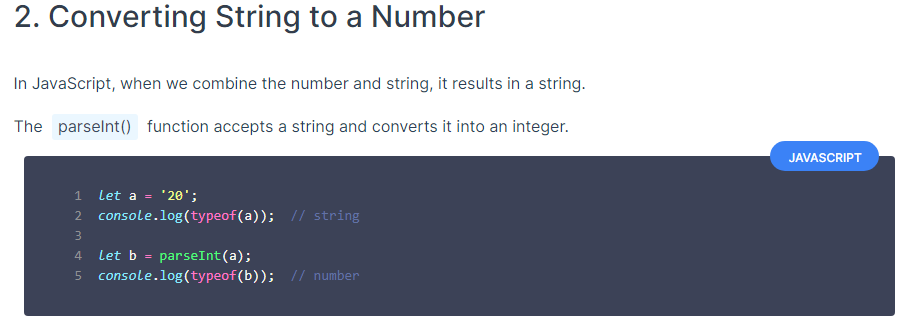 2. Converting String to a Number
In JavaScript, when we combine the number and string, it results in a string.
The parseInt() function accepts a string and converts it into an integer.
JAVASCRIPT
1 let a = '20';
2 console.log(typeof(a)); // string
3
4 let b = parseInt(a);
5 console.log(typeof(b)); // number